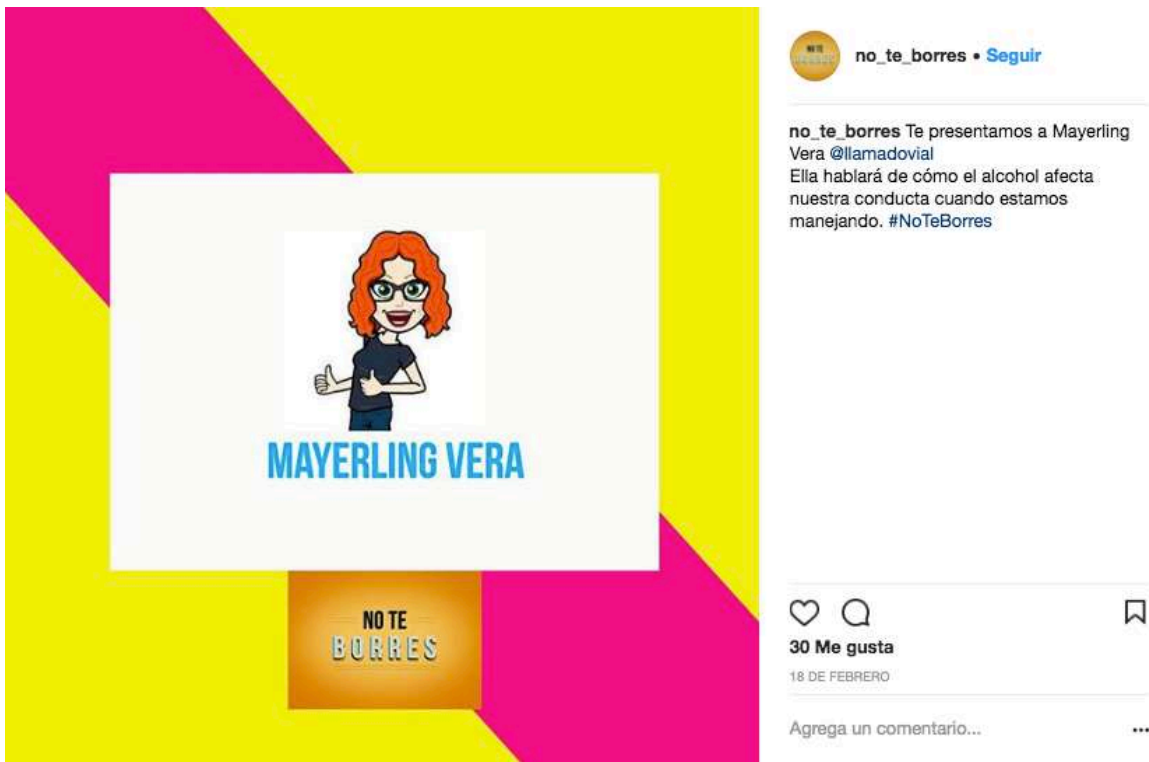 MAYERLING VERA
NO TE
BORRES
no_te_borres • Seguir
no_te_borres Te presentamos a Mayerling
Vera @llamadovial
Ella hablará de cómo el alcohol afecta
nuestra conducta cuando estamos
manejando. #NoTeBorres
30 Me gusta
18 DE FEBRERO
Agrega un comentario...